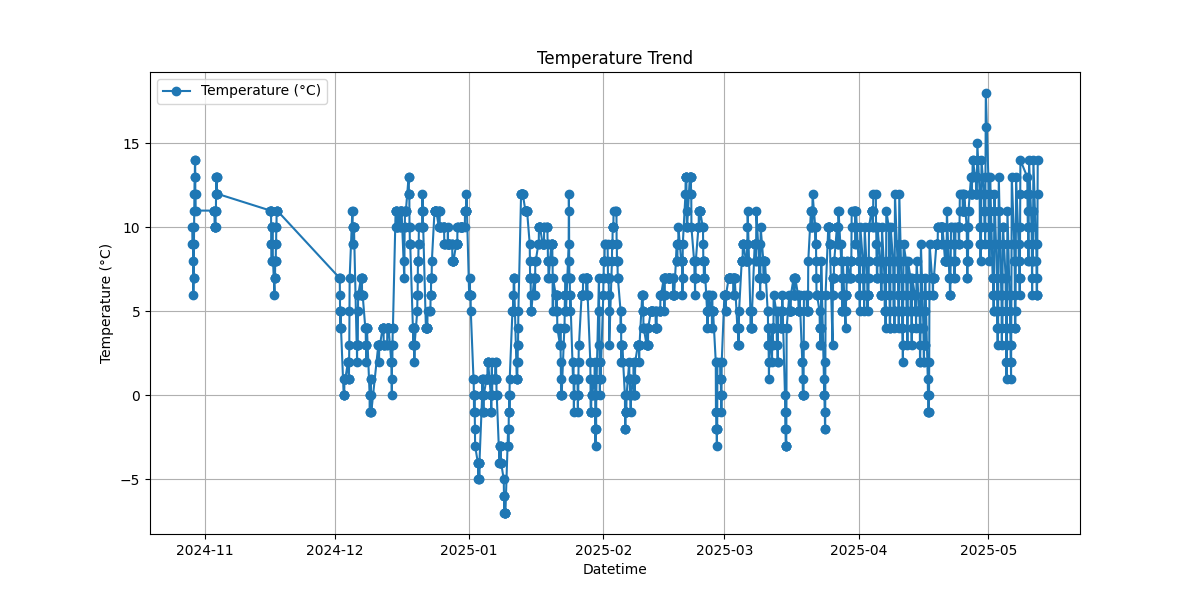 Temperature Trend
Temperature (°C)
Temperature (°C)
15
10
5
0
−5
2024-11 2024-12 2025-01 2025-02 2025-03 2025-04 2025-05
Datetime